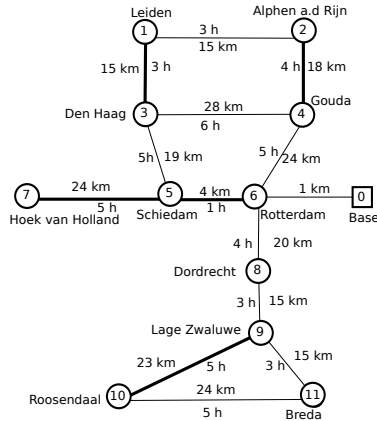 Leiden
Alphen a.d Rijn
1
3 h
2
15 km
15 km
3 h
4 h
18 km
Den Haag
3
28 km
4
Gouda
6 h
5h
19 km
5 h
24 km
7
24 km
5
4 km
6
1 km
0
Hoek van Holland
5 h
Schiedam
1 h
Rotterdam
Base
4 h
20 km
Dordrecht
8
3 h
15 km
Lage Zwaluwe
9
23 km
5 h
15 km
3 h
Roosendaal
10
24 km
11
5 h
Breda